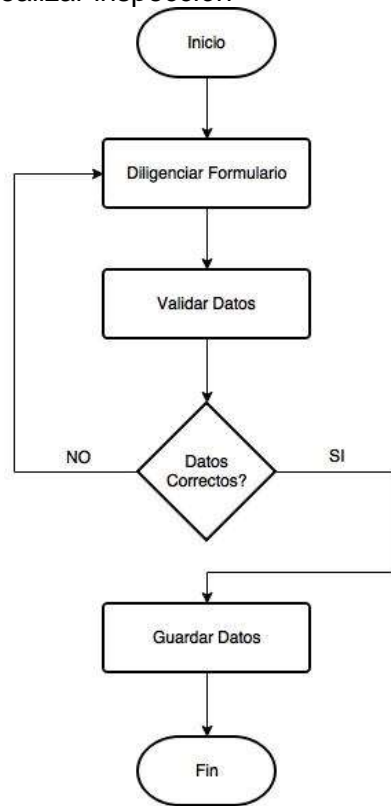 Inicio
Diligenciar Formulario
Validar Datos
NO
Datos
Correctos?
SI
Guardar Datos
Fin